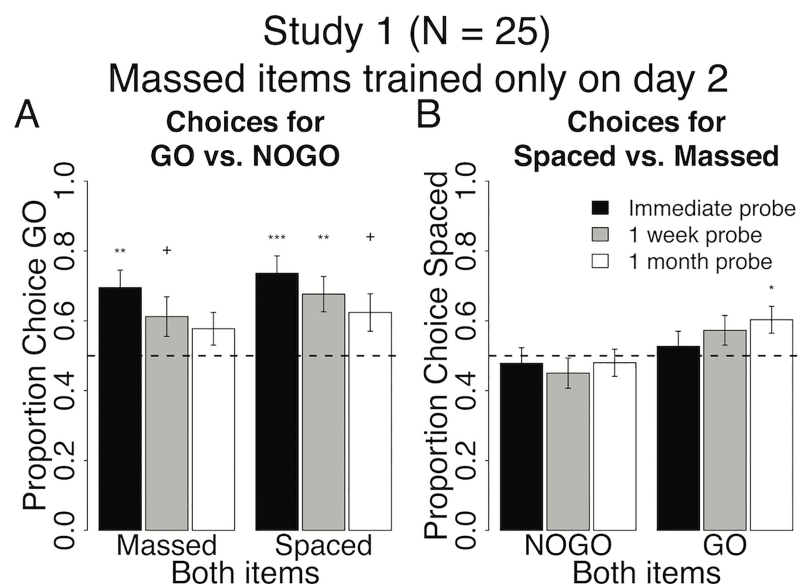 Study 1 (N = 25)
Massed items trained only on day 2
A
Choices for
GO vs. NOGO
Proportion Choice GO
1.0
0.8
0.6
0.4
0.2
0.0
**
+
***
**
+
Massed
Spaced
Both items
B
Choices for
Spaced vs. Massed
Proportion Choice Spaced
1.0
0.8
0.6
0.4
0.2
0.0
Immediate probe
1 week probe
1 month probe
*
NOGO
GO
Both items